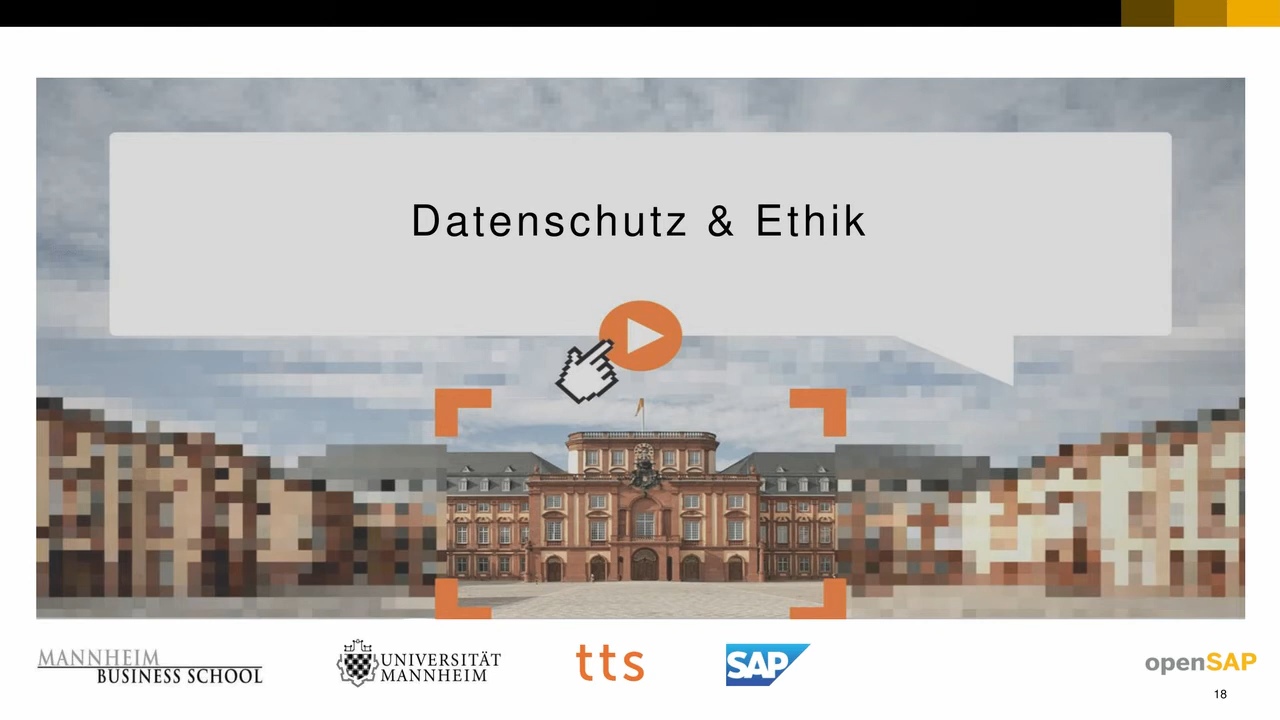 Datenschutz & Ethik
MANNHEIM
BUSINESS SCHOOL
UNIVERSITÄT
MANNHEIM
tts
SAP
openSAP
18